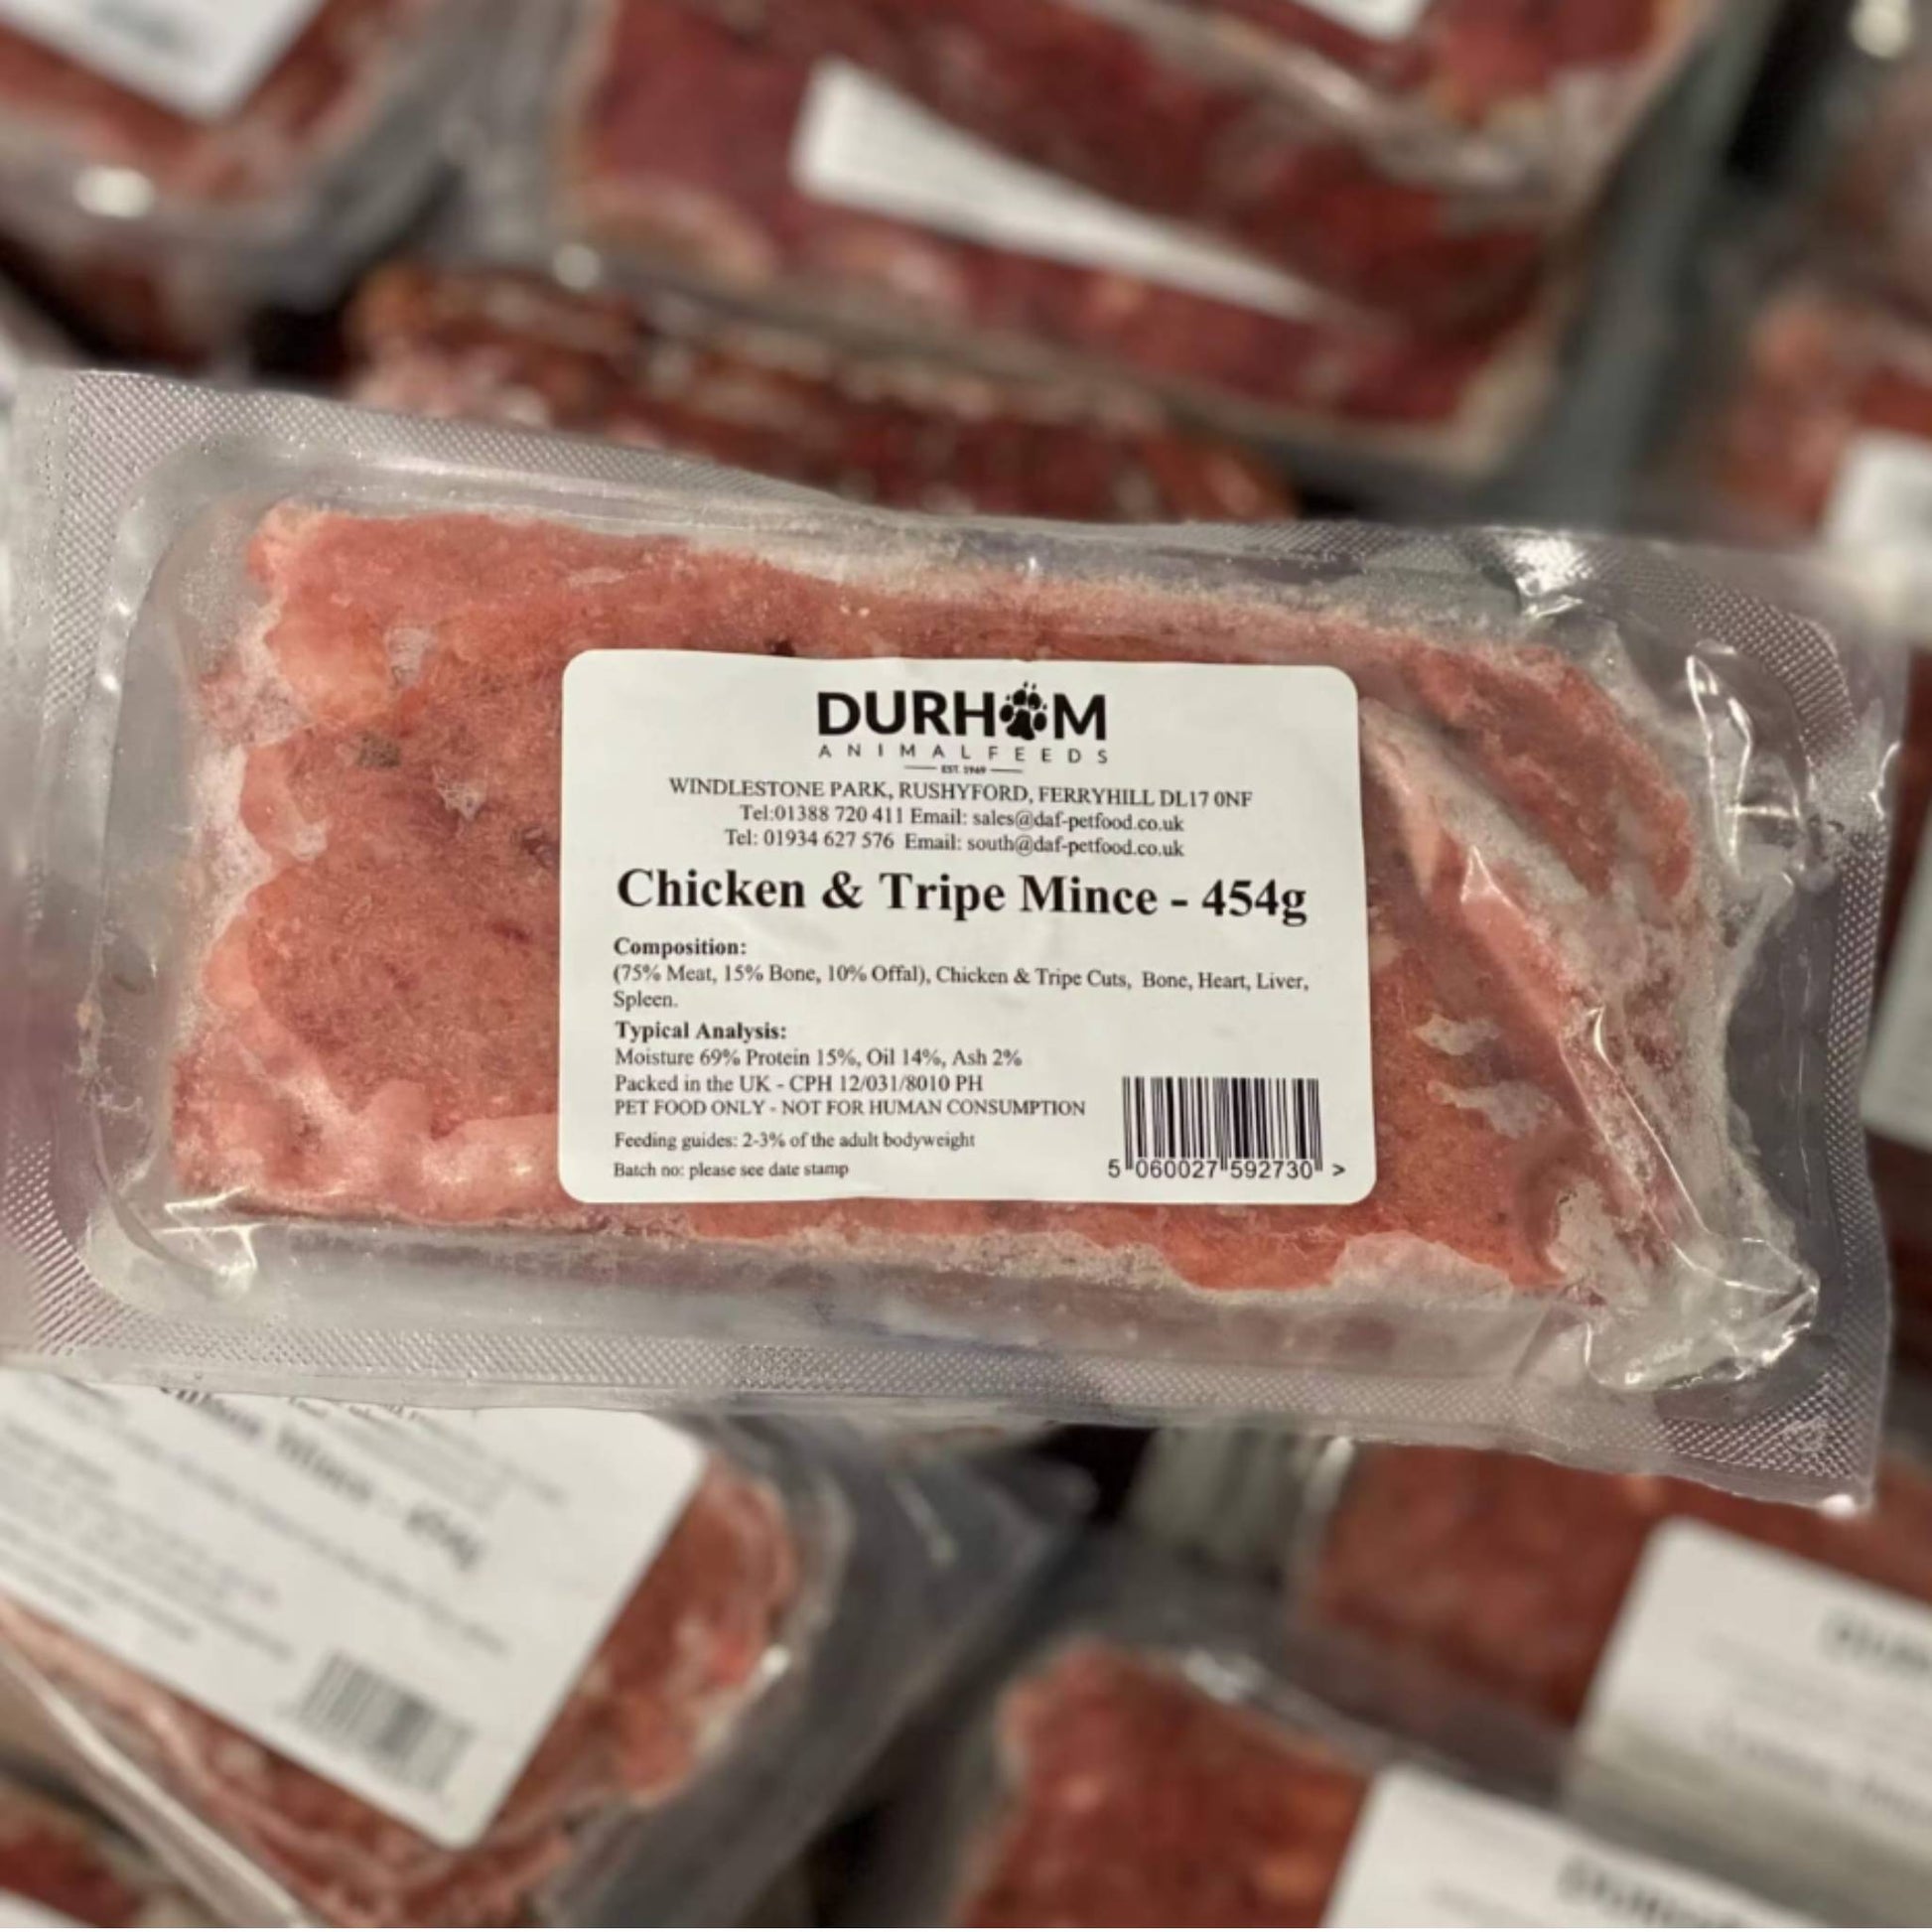 DURHAM
ANIMAL FEEDS
EST. 1969
WINDLESTONE PARK, RUSHYFORD, FERRYHILL DL17 0NF
Tel:01388 720 411 Email: sales@daf-petfood.co.uk
Tel: 01934 627 576 Email: south@daf-petfood.co.uk
Chicken & Tripe Mince - 454g
Composition:
(75% Meat, 15% Bone, 10% Offal), Chicken & Tripe Cuts, Bone, Heart, Liver,
Spleen.
Typical Analysis:
Moisture 69% Protein 15%, Oil 14%, Ash 2%
Packed in the UK - CPH 12/031/8010 PH
PET FOOD ONLY - NOT FOR HUMAN CONSUMPTION
Feeding guides: 2-3% of the adult bodyweight
Batch no: please see date stamp
5 060027 592730 >
Mince - 454g